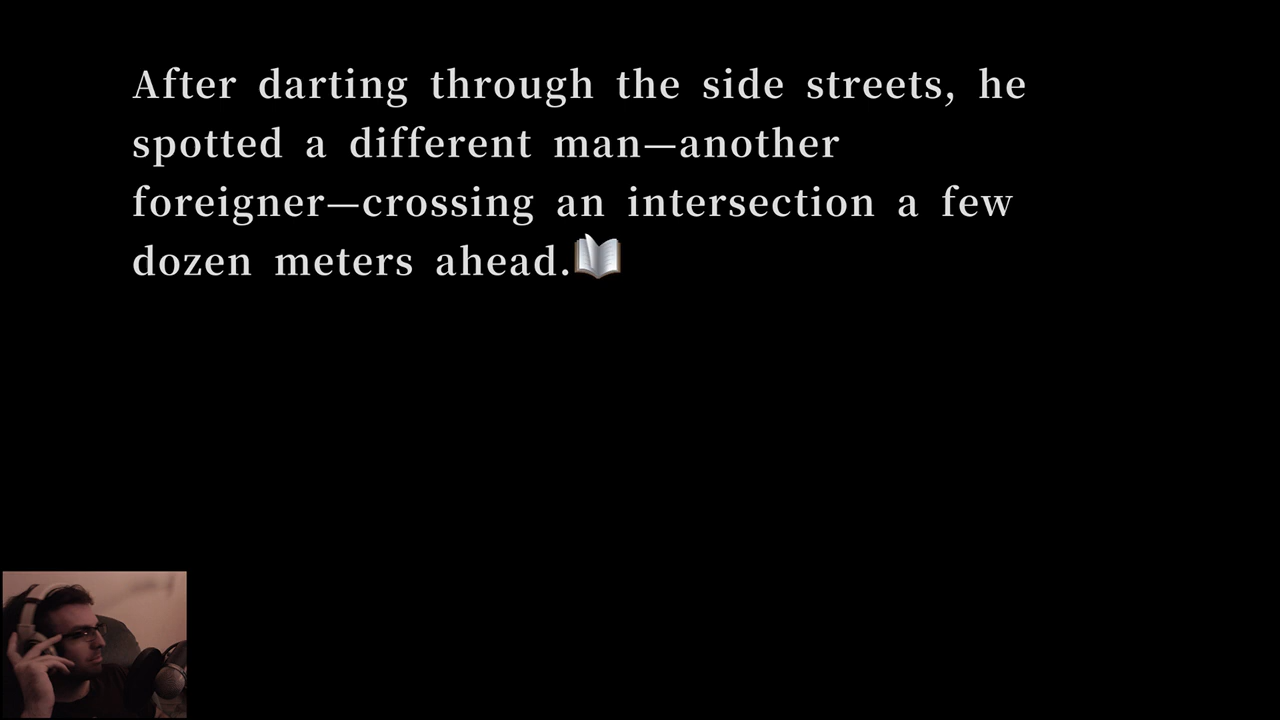 After darting through the side streets, he
spotted a different man—another
foreigner—crossing an intersection a few
dozen meters ahead.